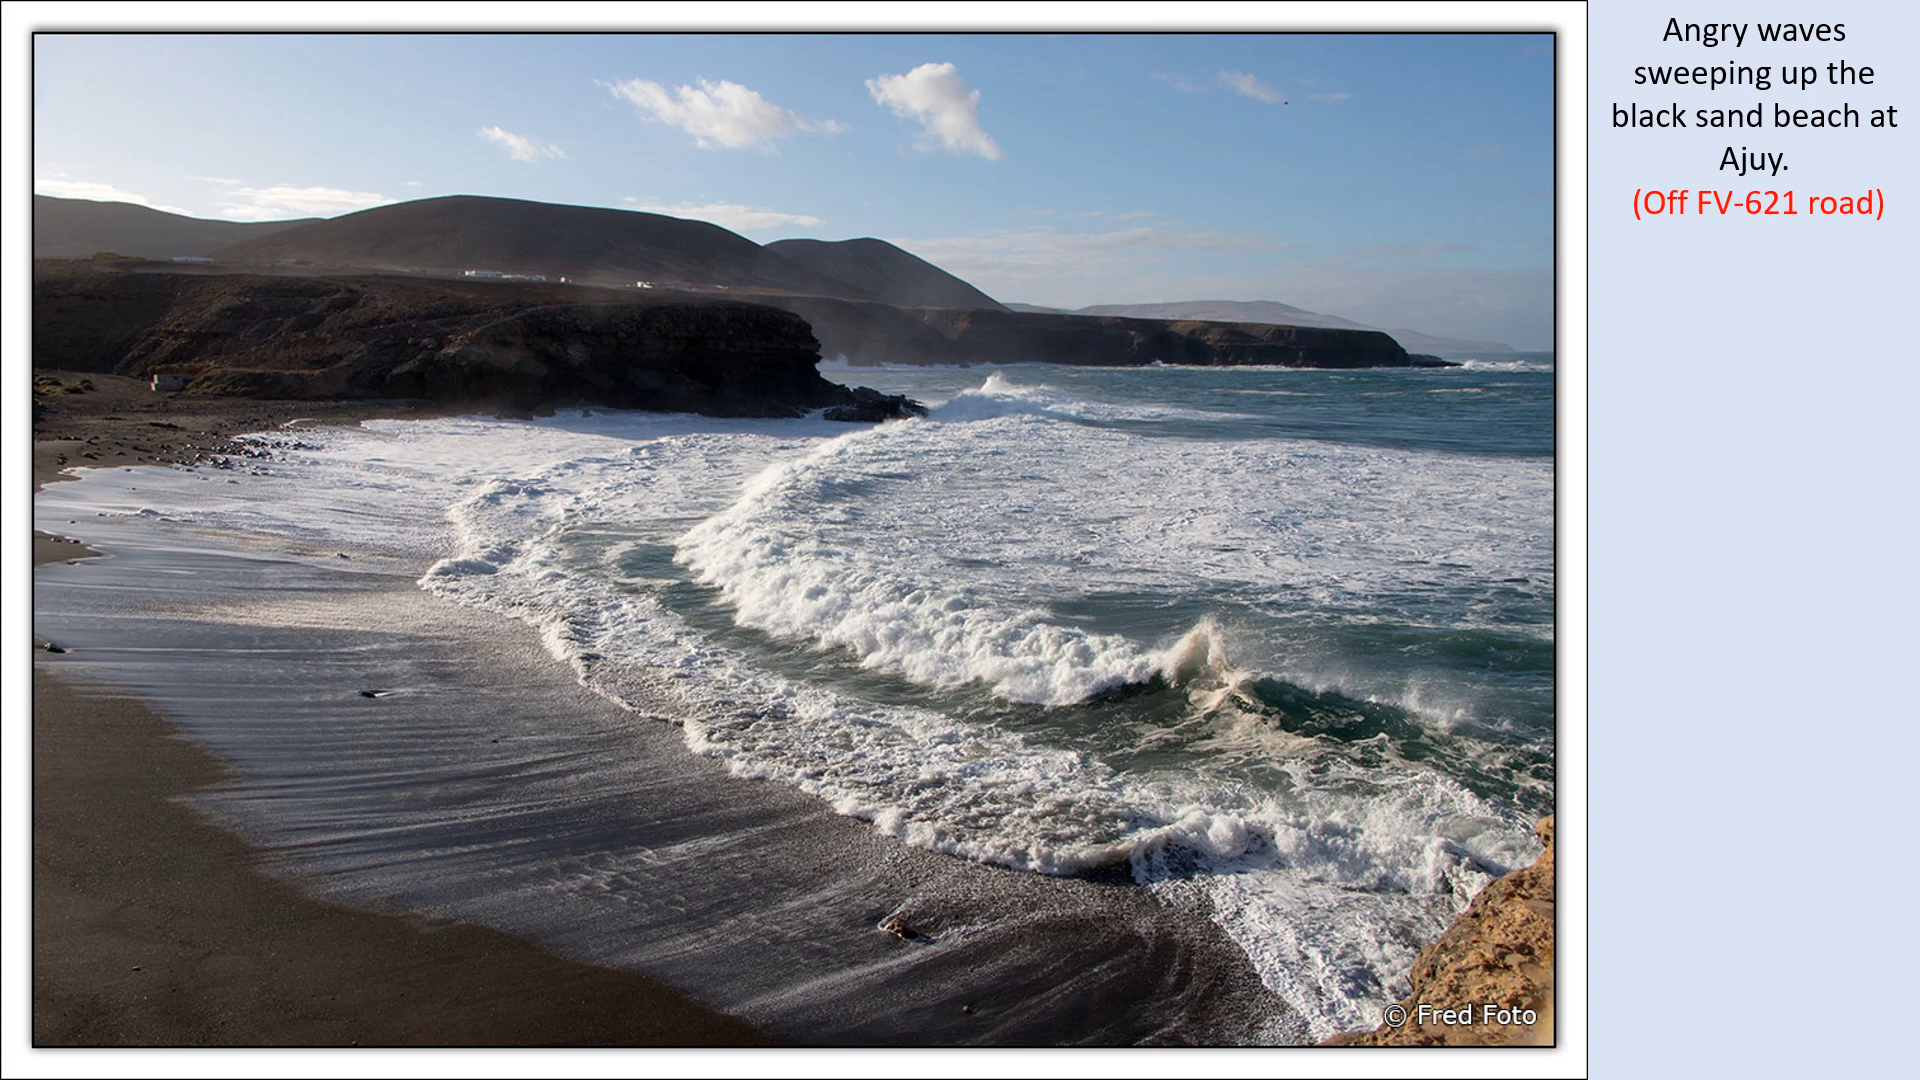 Angry waves
sweeping up the
black sand beach at
Ajuy.
(Off FV-621 road)
© Fred Foto